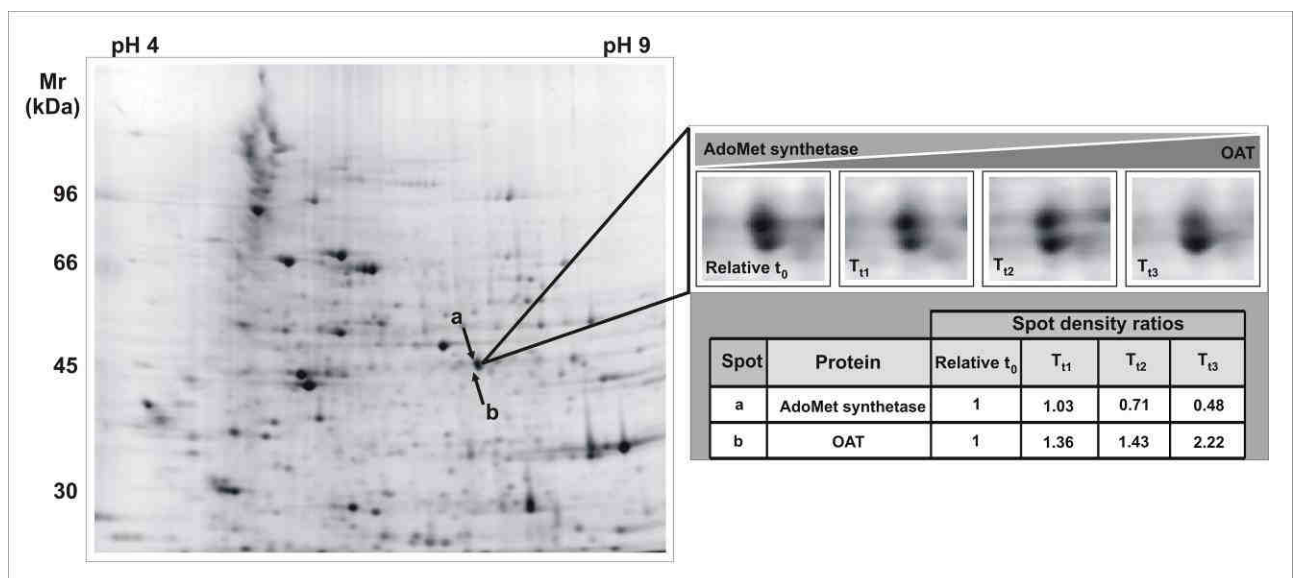 pH 4
pH 9
Mr
(kDa)
96
66
45
30
a
b
AdoMet synthetase
OAT
Relative t0
Tt1
Tt2
Tt3
Spot density ratios
Spot Protein Relative t0 Tt1 Tt2 Tt3
a AdoMet synthetase 1 1.03 0.71 0.48
b OAT 1 1.36 1.43 2.22